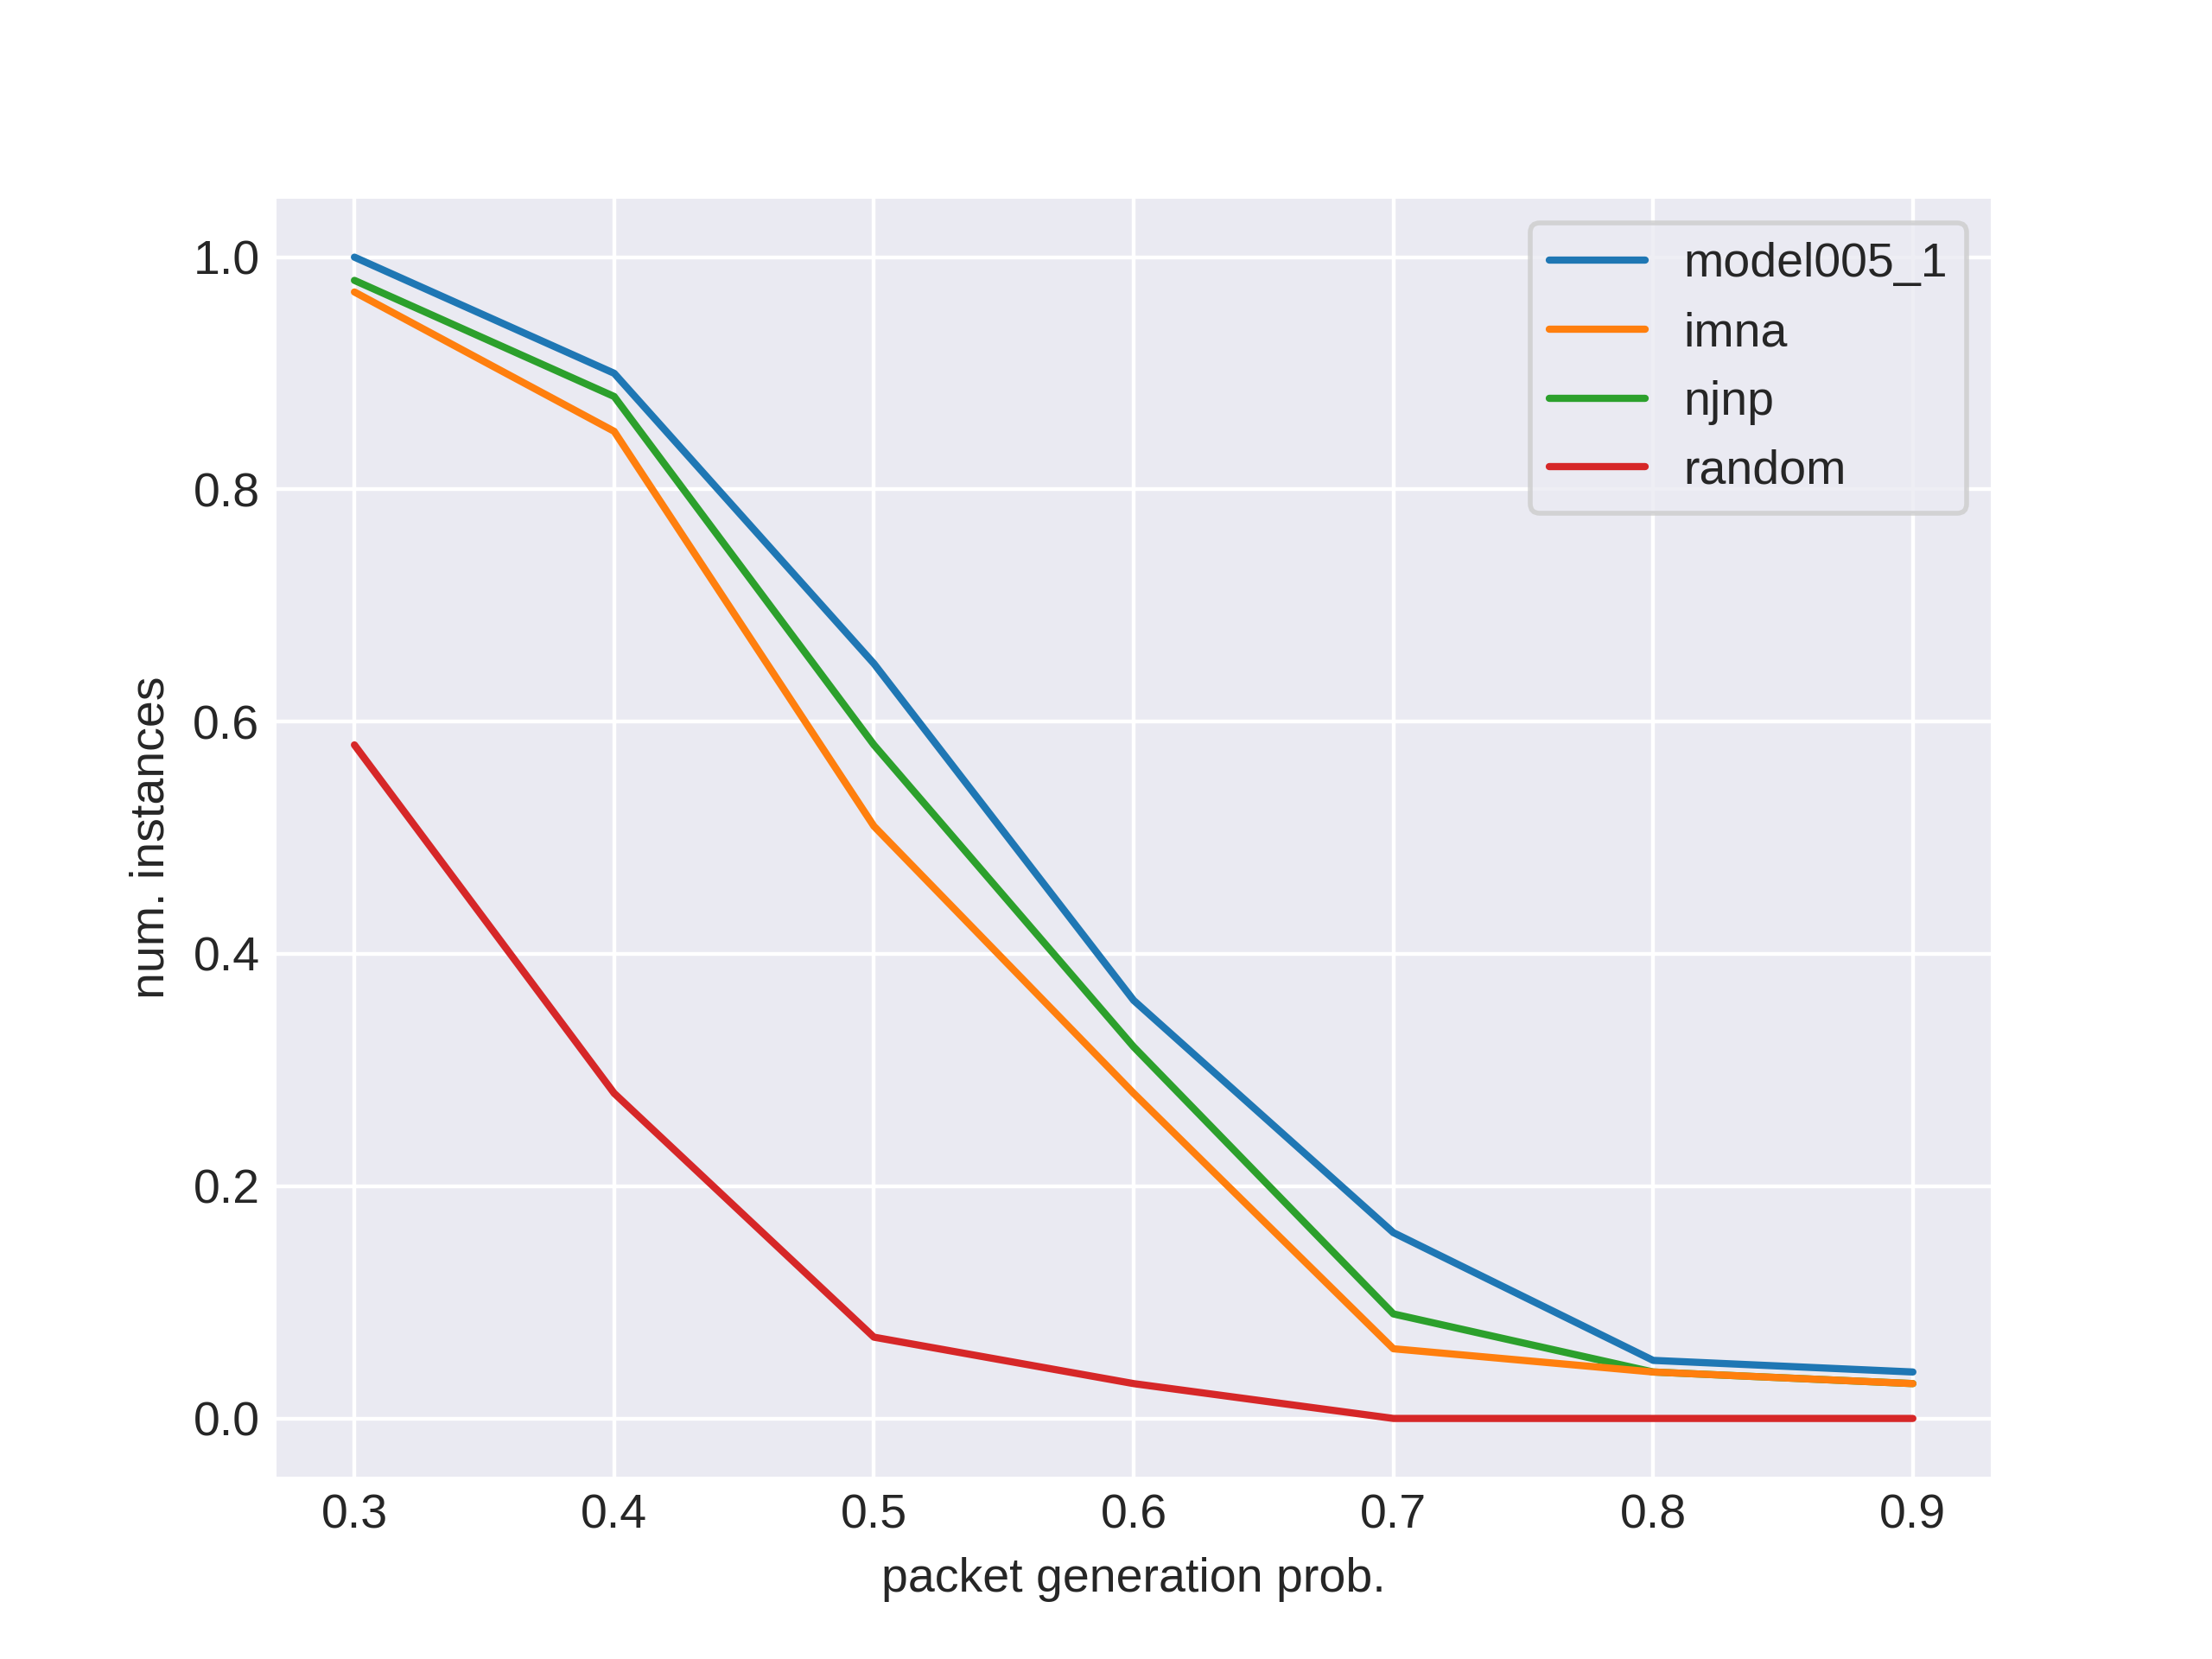 model005_1
imna
njnp
random
1.0
0.8
0.6
0.4
0.2
0.0
num. instances
0.3 0.4 0.5 0.6 0.7 0.8 0.9
packet generation prob.